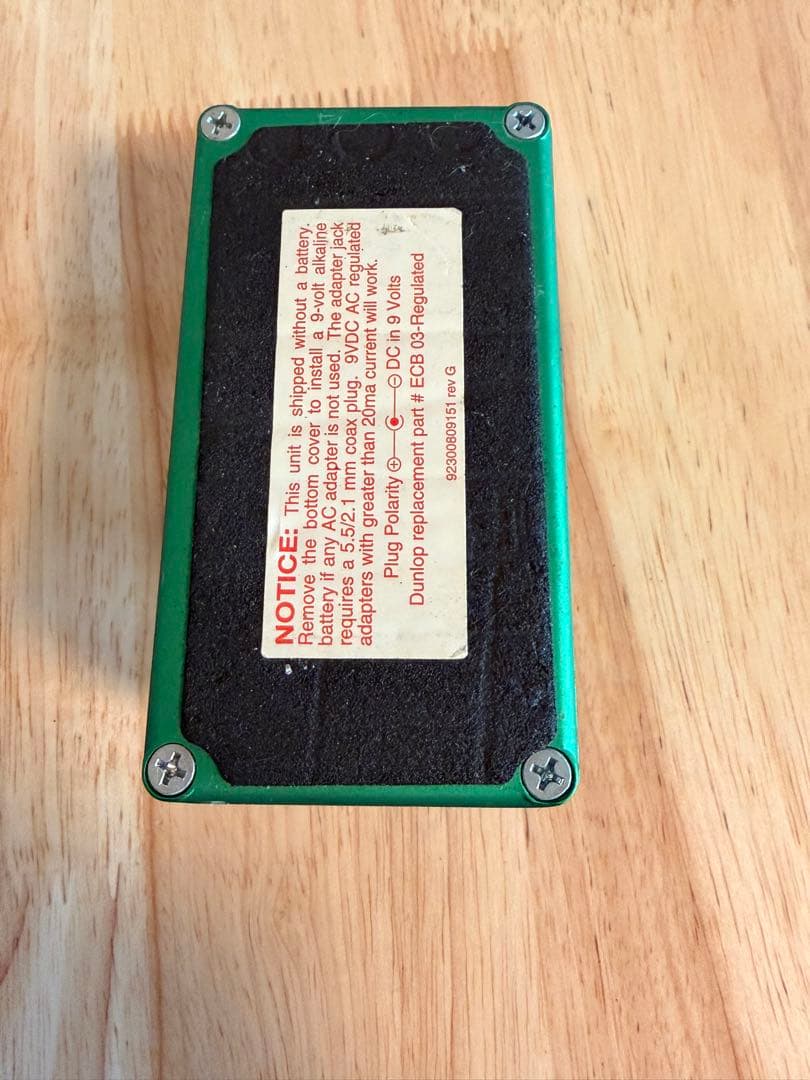 NOTICE: This unit is shipped without a battery.
Remove the bottom cover to install a 9-volt alkaline
battery if any AC adapter is not used. The adapter jack
requires a 5.5/2.1 mm coax plug. 9VDC AC regulated
adapters with greater than 20ma current will work.
Plug Polarity ⊕—●—⊖ DC in 9 Volts
Dunlop replacement part # ECB 03-Regulated
92300809151 rev G